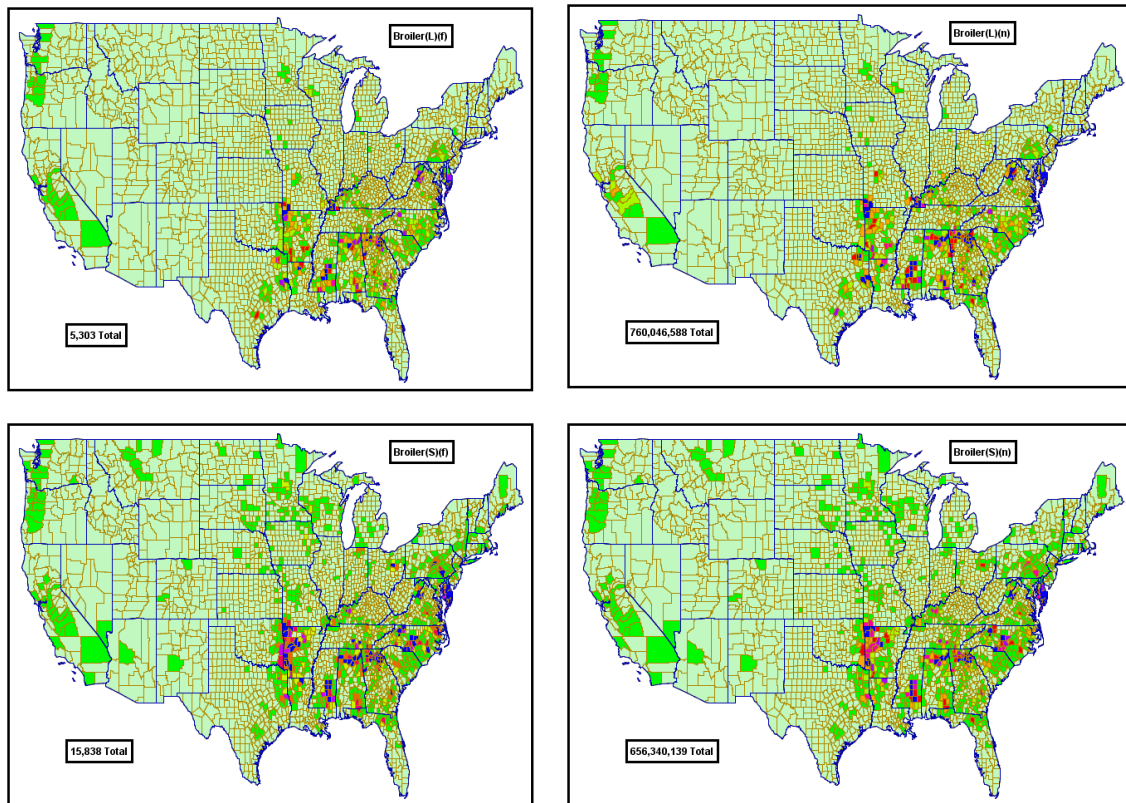 Broiler(L)(f)
5,303 Total
Broiler(L)(n)
760,046,588 Total
Broiler(S)(f)
15,838 Total
Broiler(S)(n)
656,340,139 Total